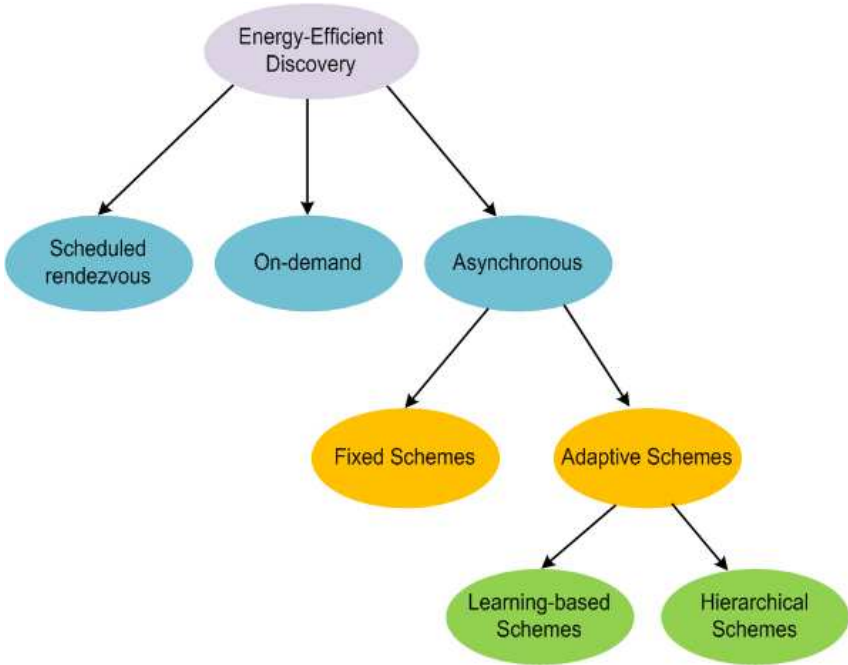 Energy-Efficient
Discovery
Scheduled
rendezvous
On-demand
Asynchronous
Fixed Schemes
Adaptive Schemes
Learning-based
Schemes
Hierarchical
Schemes